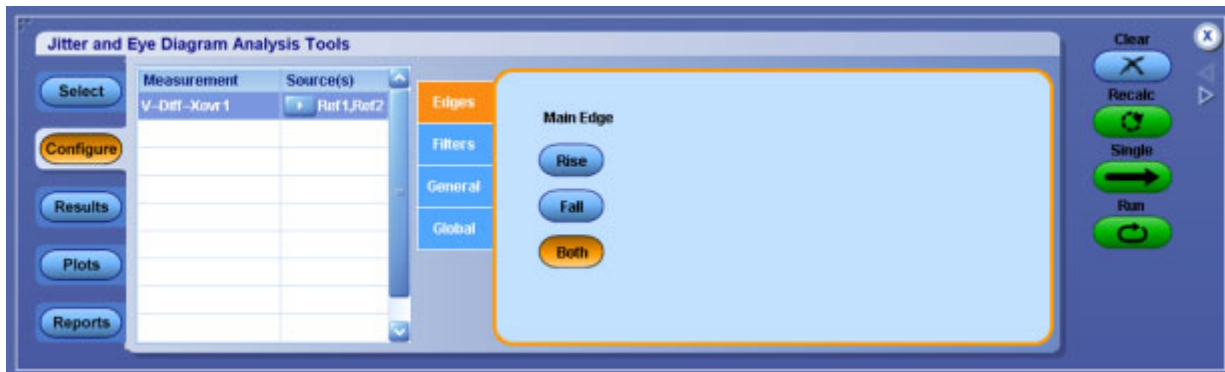 Jitter and Eye Diagram Analysis Tools
Select
Configure
Results
Plots
Reports
Measurement Source(s)
V-Diff-Xovr1 Ref1,Ref2
Edges
Filters
General
Global
Main Edge
Rise
Fall
Both
Clear
Recalc
Single
Run
X